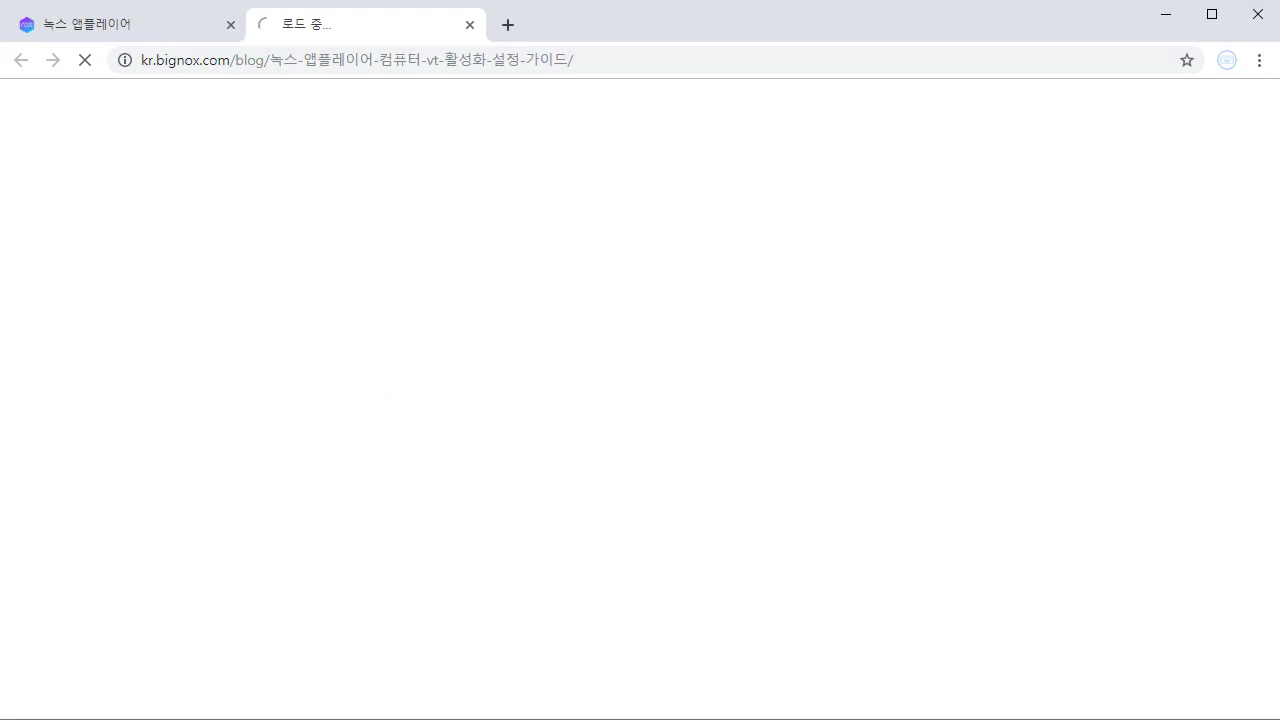 녹스 앱플레이어
로드 중...
kr.bignox.com/blog/녹스-앱플레이어-컴퓨터-vt-활성화-설정-가이드/